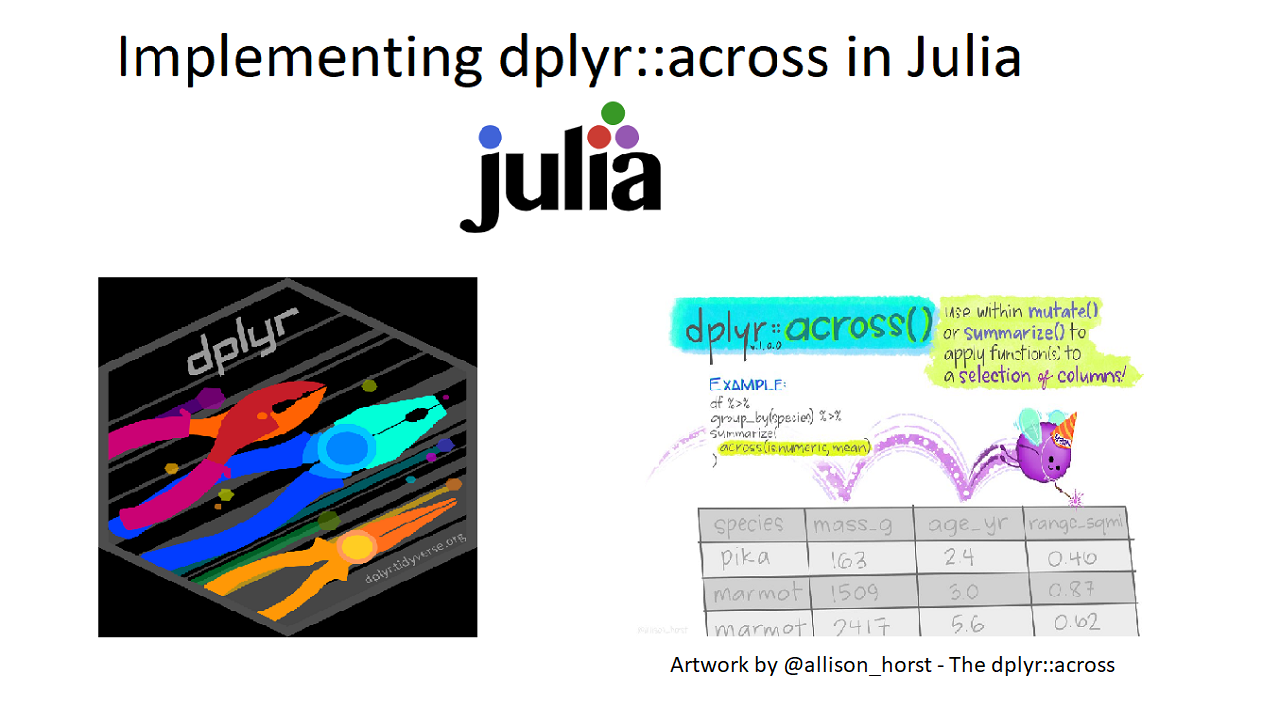 Implementing dplyr::across in Julia
julia
dplyr
dplyr.tidyverse.org
dplyr::across()
v.1.0.0
use within mutate()
or summarize() to
apply function(s) to
a selection of columns!
EXAMPLE:
df %>%
group_by(species) %>%
summarize(
across(is.numeric, mean)
)
species mass_g age_yr range_sqmi
pika 163 2.4 0.46
marmot 1509 3.0 0.87
marmot 2417 5.6 0.62
Artwork by @allison_horst - The dplyr::across